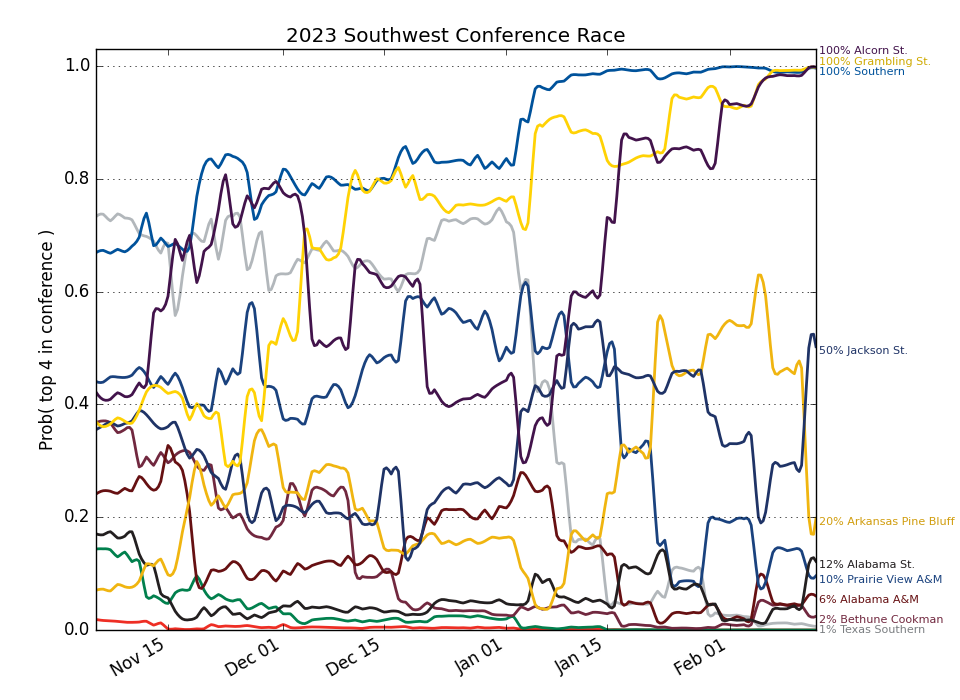 2023 Southwest Conference Race
Prob( top 4 in conference )
1.0
0.8
0.6
0.4
0.2
0.0
Nov 15
Dec 01
Dec 15
Jan 01
Jan 15
Feb 01
100% Alcorn St.
100% Grambling St.
100% Southern
50% Jackson St.
20% Arkansas Pine Bluff
12% Alabama St.
10% Prairie View A&M
6% Alabama A&M
2% Bethune Cookman
1% Texas Southern